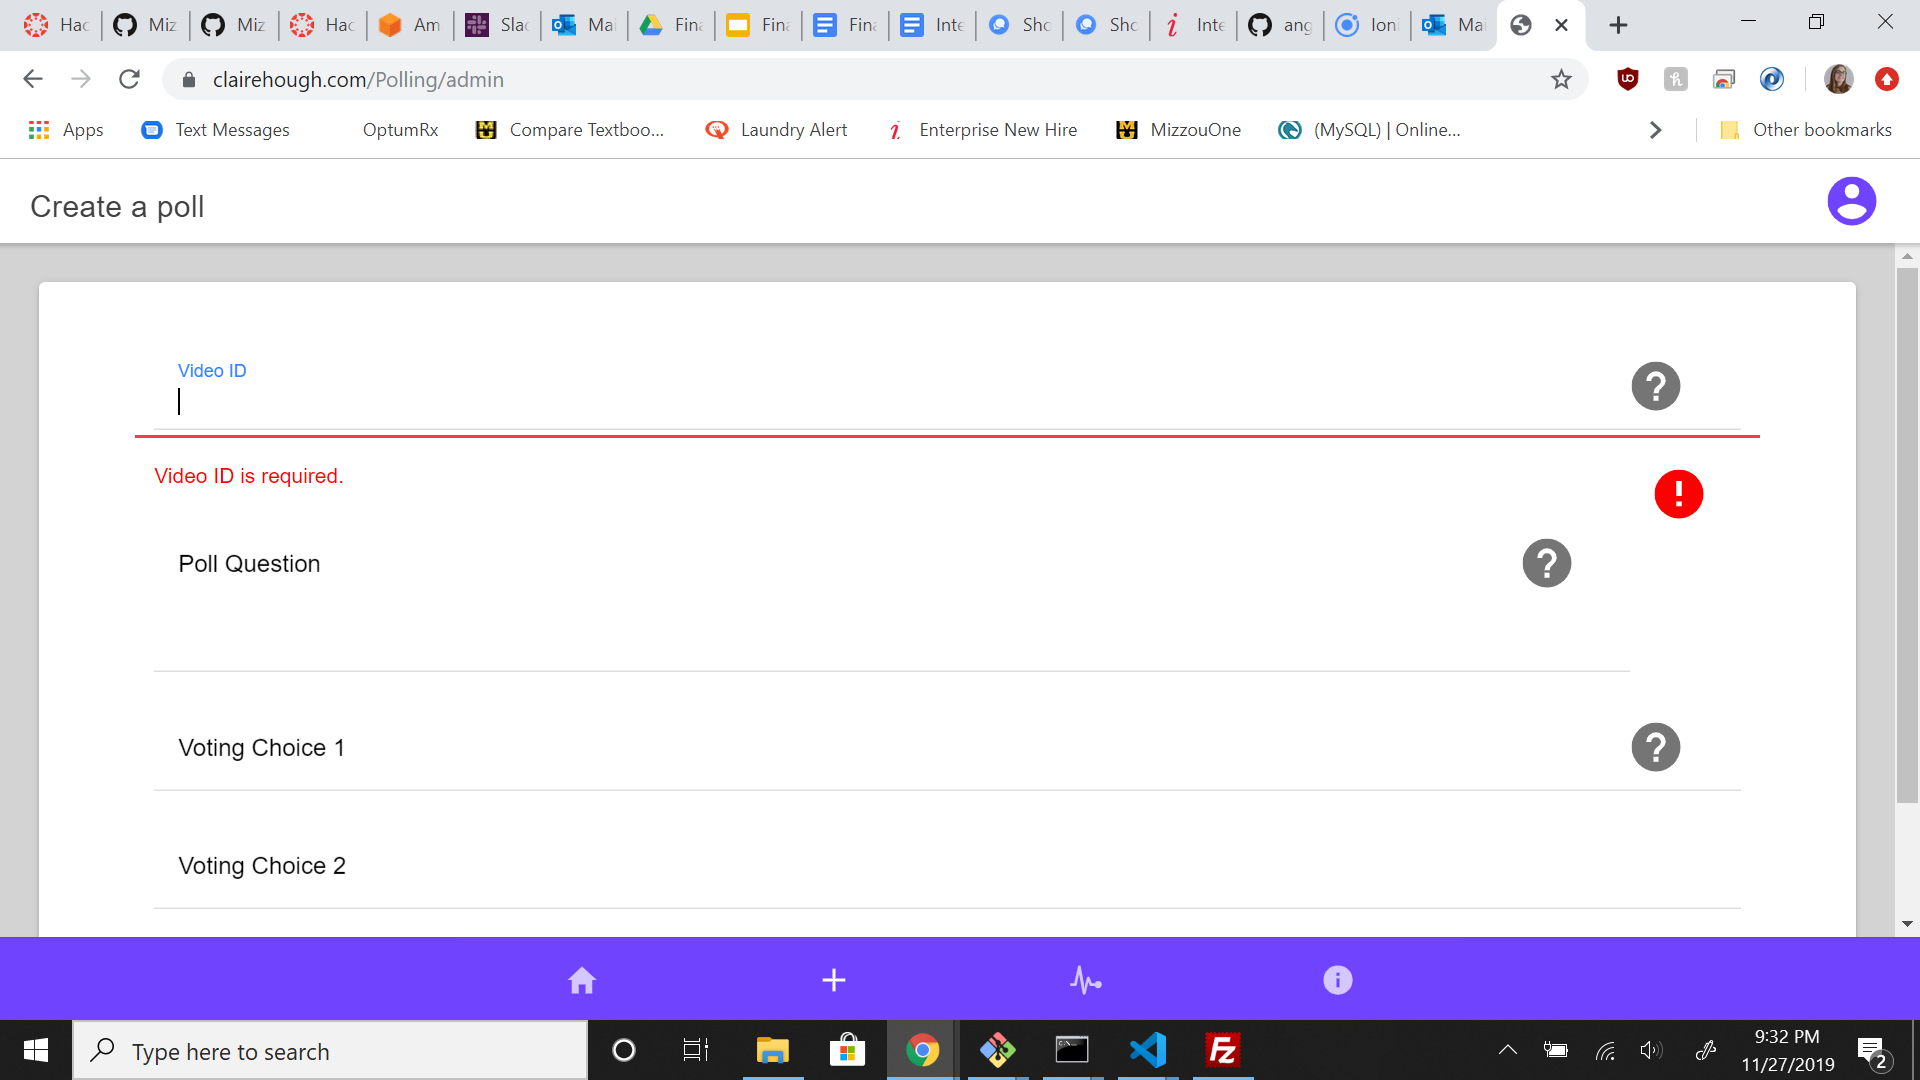 Hac Miz Miz Hac Am Slac Mai Fina Fina Fina Inte Sho Sho Inte ang Ioni Mai
clairehough.com/Polling/admin
Apps Text Messages OptumRx Compare Textboo... Laundry Alert Enterprise New Hire MizzouOne (MySQL) | Online... Other bookmarks
Create a poll
Video ID
Video ID is required.
Poll Question
Voting Choice 1
Voting Choice 2
Type here to search
9:32 PM
11/27/2019
2